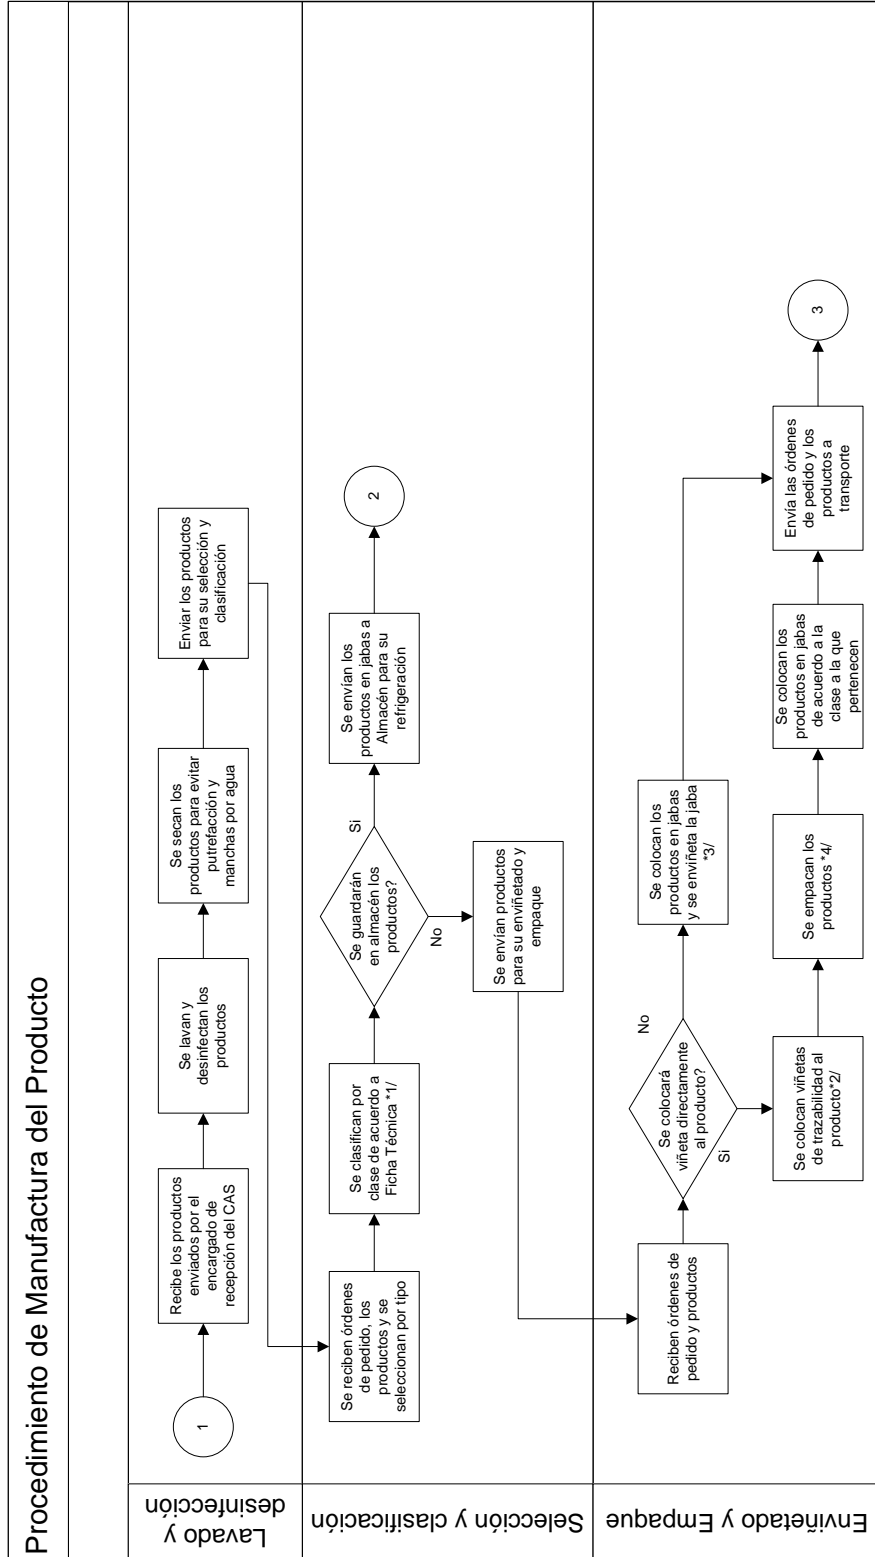 Procedimiento de Manufactura del Producto
Lavado y
desinfección
1
Recibe los productos
enviados por el
encargado de
recepción del CAS
Se lavan y
desinfectan los
productos
Se secan los
productos para evitar
putrefacción y
manchas por agua
Enviar los productos
para su selección y
clasificación
Selección y clasificación
Se reciben órdenes
de pedido, los
productos y se
seleccionan por tipo
Se clasifican por
clase de acuerdo a
Ficha Técnica *1/
Se guardarán
en almacén los
productos?
Si
No
Se envían los
productos en jabas a
Almacén para su
refrigeración
2
Se envían productos
para su enviñetado y
empaque
Enviñetado y Empaque
Reciben órdenes de
pedido y productos
Se colocará
viñeta directamente
al producto?
No
Si
Se colocan los
productos en jabas
y se enviñeta la jaba
*3/
Se colocan viñetas
de trazabilidad al
producto*2/
Se empacan los
productos *4/
Se colocan los
productos en jabas
de acuerdo a la
clase a la que
pertenecen
Envía las órdenes
de pedido y los
productos a
transporte
3